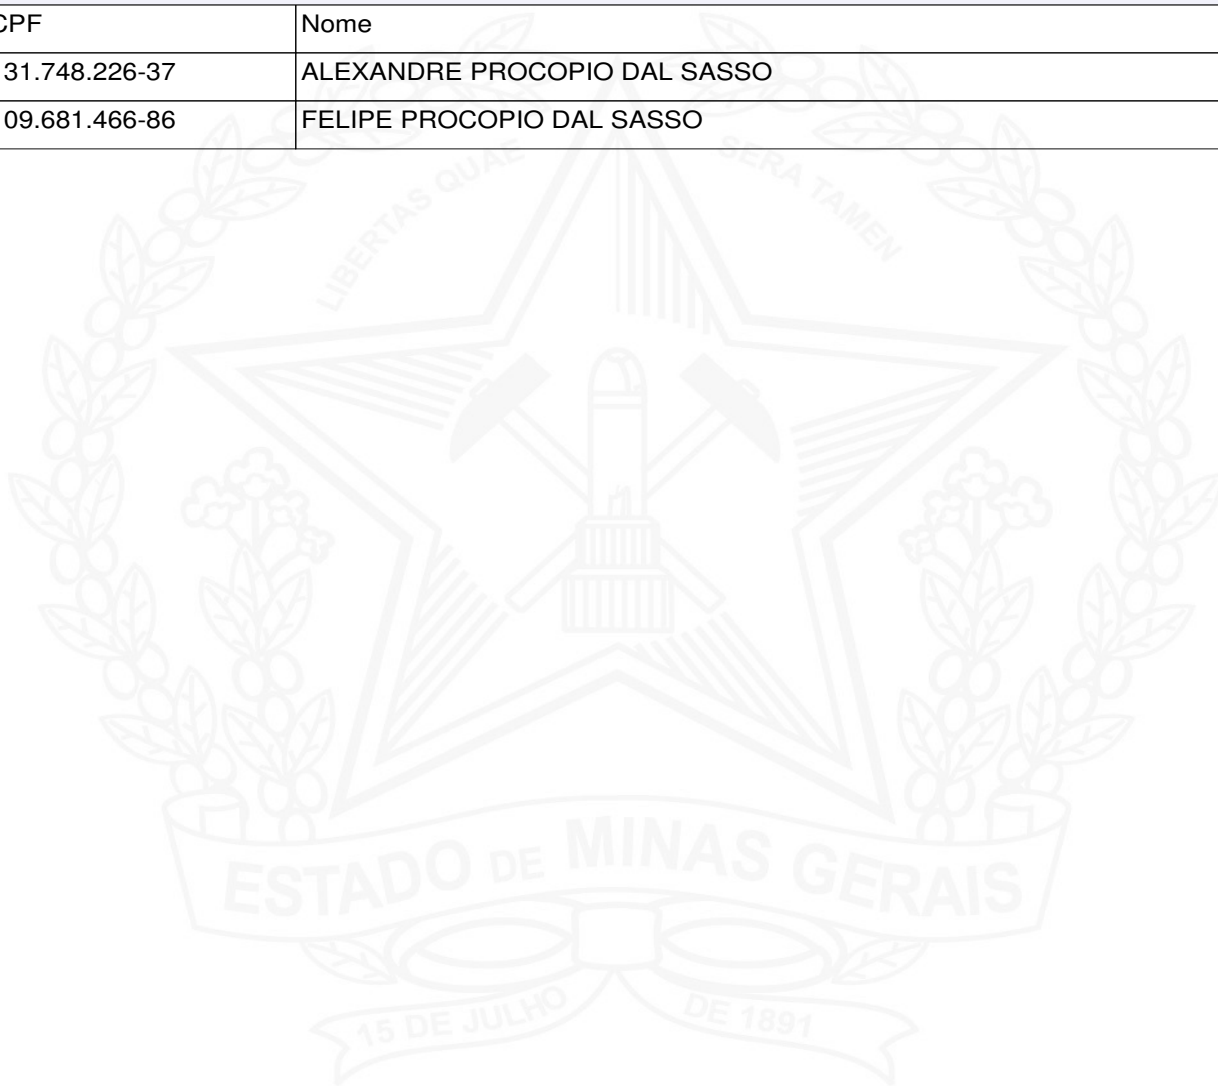 CPF Nome
31.748.226-37 ALEXANDRE PROCOPIO DAL SASSO
09.681.466-86 FELIPE PROCOPIO DAL SASSO
LIBERTAS QUAE SERA TAMEN
ESTADO DE MINAS GERAIS
15 DE JULHO DE 1891